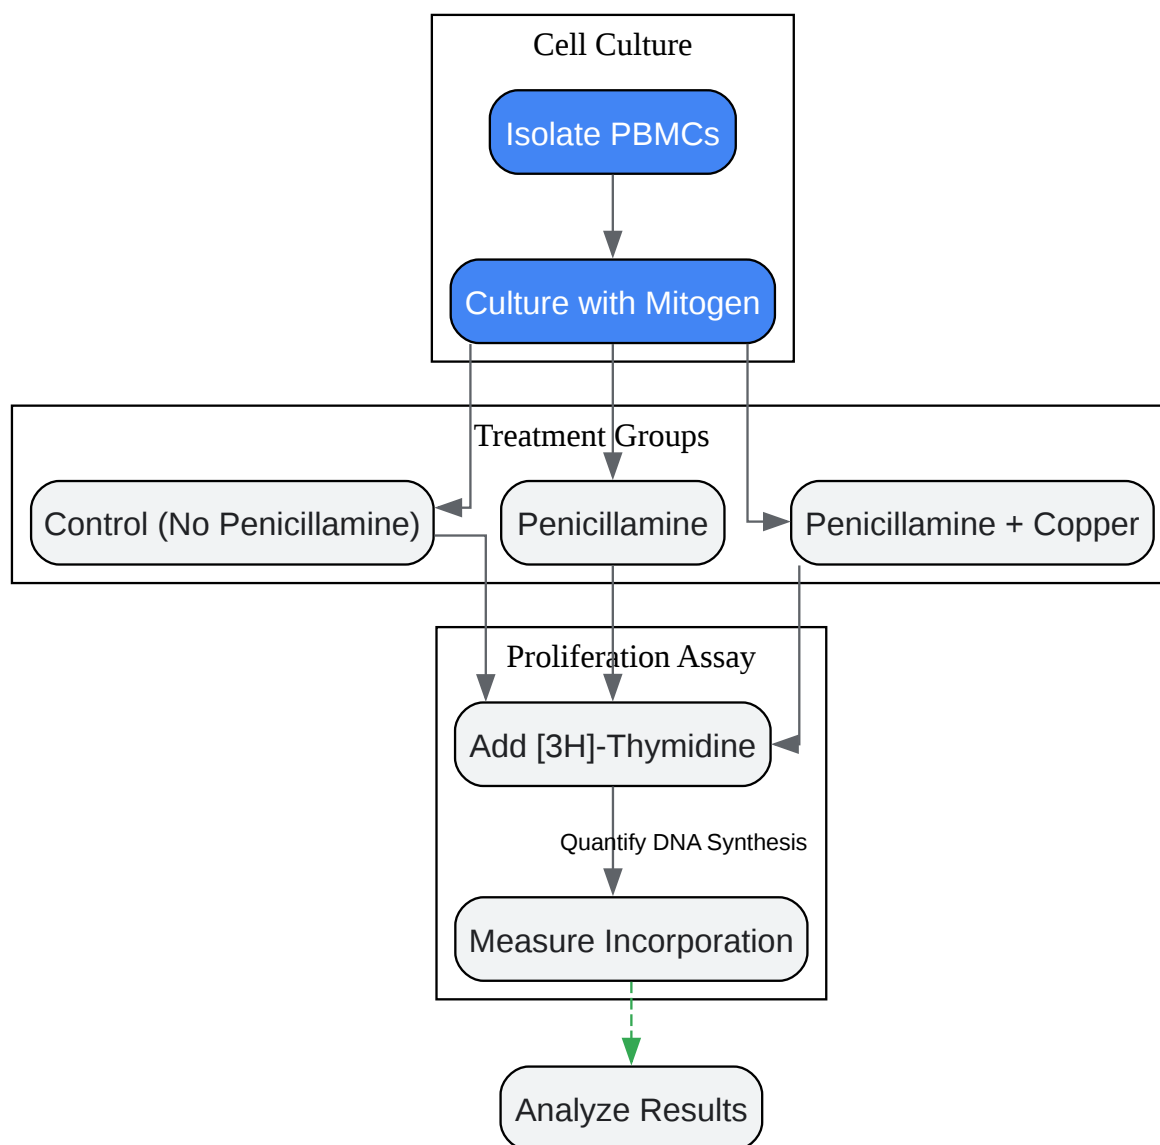 Cell Culture
Isolate PBMCs
Culture with Mitogen
Treatment Groups
Control (No Penicillamine)
Penicillamine
Penicillamine + Copper
Proliferation Assay
Add [3H]-Thymidine
Quantify DNA Synthesis
Measure Incorporation
Analyze Results